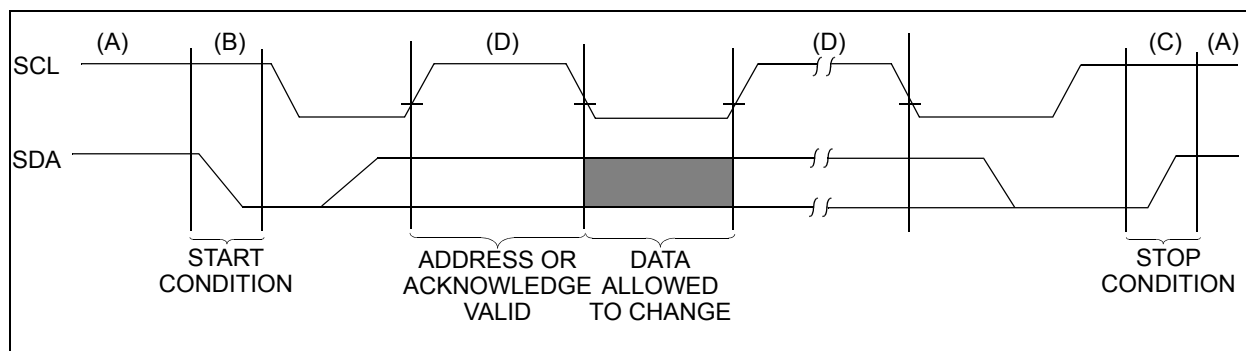 (A) (B) (D) (D) (C) (A)
SCL
SDA
START
CONDITION
ADDRESS OR
ACKNOWLEDGE
VALID
DATA
ALLOWED
TO CHANGE
STOP
CONDITION